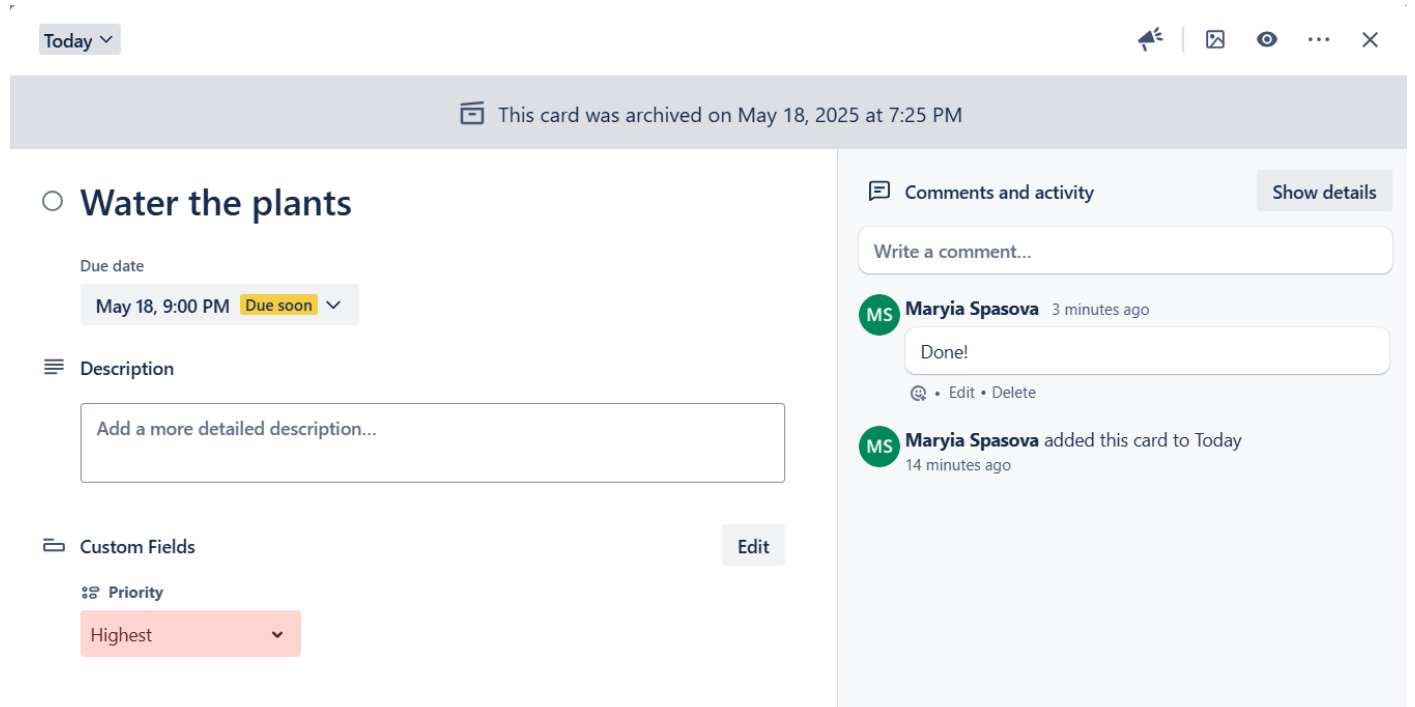 Today
This card was archived on May 18, 2025 at 7:25 PM
Water the plants
Due date
May 18, 9:00 PM Due soon
Description
Add a more detailed description...
Custom Fields Edit
Priority
Highest
Comments and activity Show details
Write a comment...
MS Maryia Spasova 3 minutes ago
Done!
• Edit • Delete
MS Maryia Spasova added this card to Today
14 minutes ago